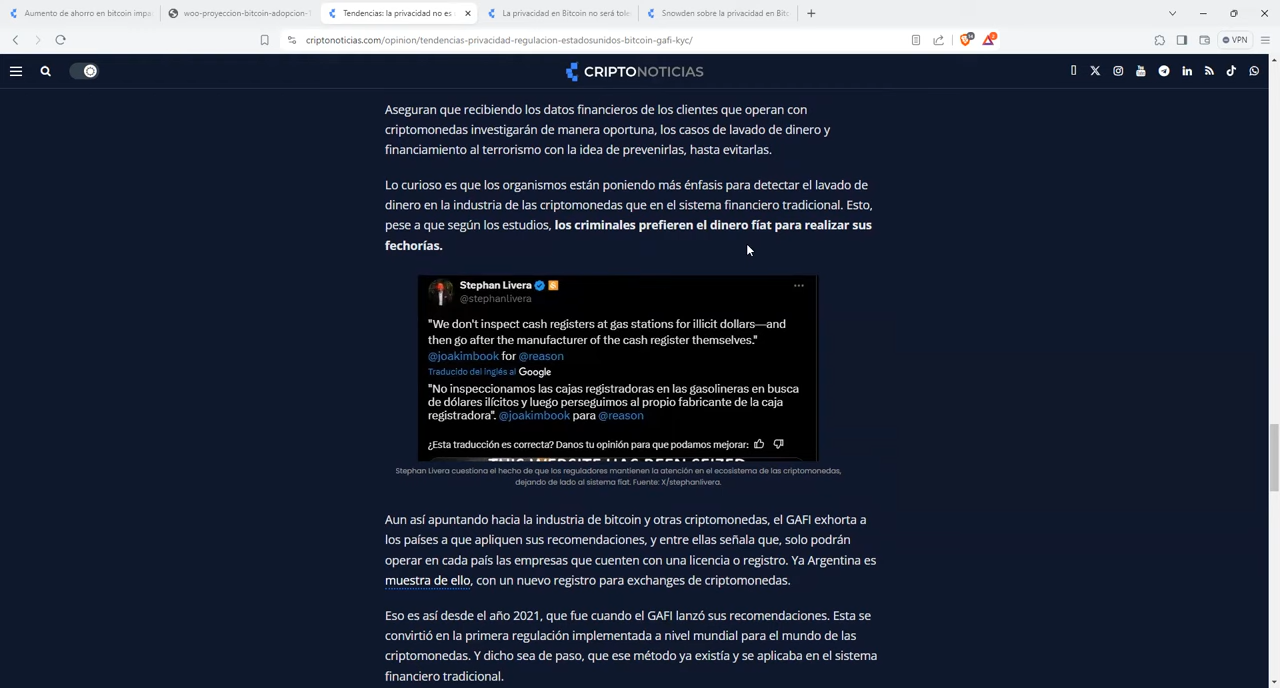 Aumento de ahorro en bitcoin impa
woo-proyeccion-bitcoin-adopcion-1
Tendencias: la privacidad no es
La privacidad en Bitcoin no será tole
Snowden sobre la privacidad en Bitc
criptonoticias.com/opinion/tendencias-privacidad-regulacion-estadosunidos-bitcoin-gafi-kyc/
VPN
CRIPTONOTICIAS
Aseguran que recibiendo los datos financieros de los clientes que operan con
criptomonedas investigarán de manera oportuna, los casos de lavado de dinero y
financiamiento al terrorismo con la idea de prevenirlas, hasta evitarlas.
Lo curioso es que los organismos están poniendo más énfasis para detectar el lavado de
dinero en la industria de las criptomonedas que en el sistema financiero tradicional. Esto,
pese a que según los estudios, los criminales prefieren el dinero fíat para realizar sus
fechorías.
Stephan Livera
@stephanlivera
"We don't inspect cash registers at gas stations for illicit dollars—and
then go after the manufacturer of the cash register themselves."
@joakimbook for @reason
Traducido del inglés al Google
"No inspeccionamos las cajas registradoras en las gasolineras en busca
de dólares ilícitos y luego perseguimos al propio fabricante de la caja
registradora". @joakimbook para @reason
¿Esta traducción es correcta? Danos tu opinión para que podamos mejorar:
THIS WEBSITE HAS BEEN SEIZED
Stephan Livera cuestiona el hecho de que los reguladores mantienen la atención en el ecosistema de las criptomonedas,
dejando de lado al sistema fíat. Fuente: X/stephanlivera.
Aun así apuntando hacia la industria de bitcoin y otras criptomonedas, el GAFI exhorta a
los países a que apliquen sus recomendaciones, y entre ellas señala que, solo podrán
operar en cada país las empresas que cuenten con una licencia o registro. Ya Argentina es
muestra de ello, con un nuevo registro para exchanges de criptomonedas.
Eso es así desde el año 2021, que fue cuando el GAFI lanzó sus recomendaciones. Esta se
convirtió en la primera regulación implementada a nivel mundial para el mundo de las
criptomonedas. Y dicho sea de paso, que ese método ya existía y se aplicaba en el sistema
financiero tradicional.